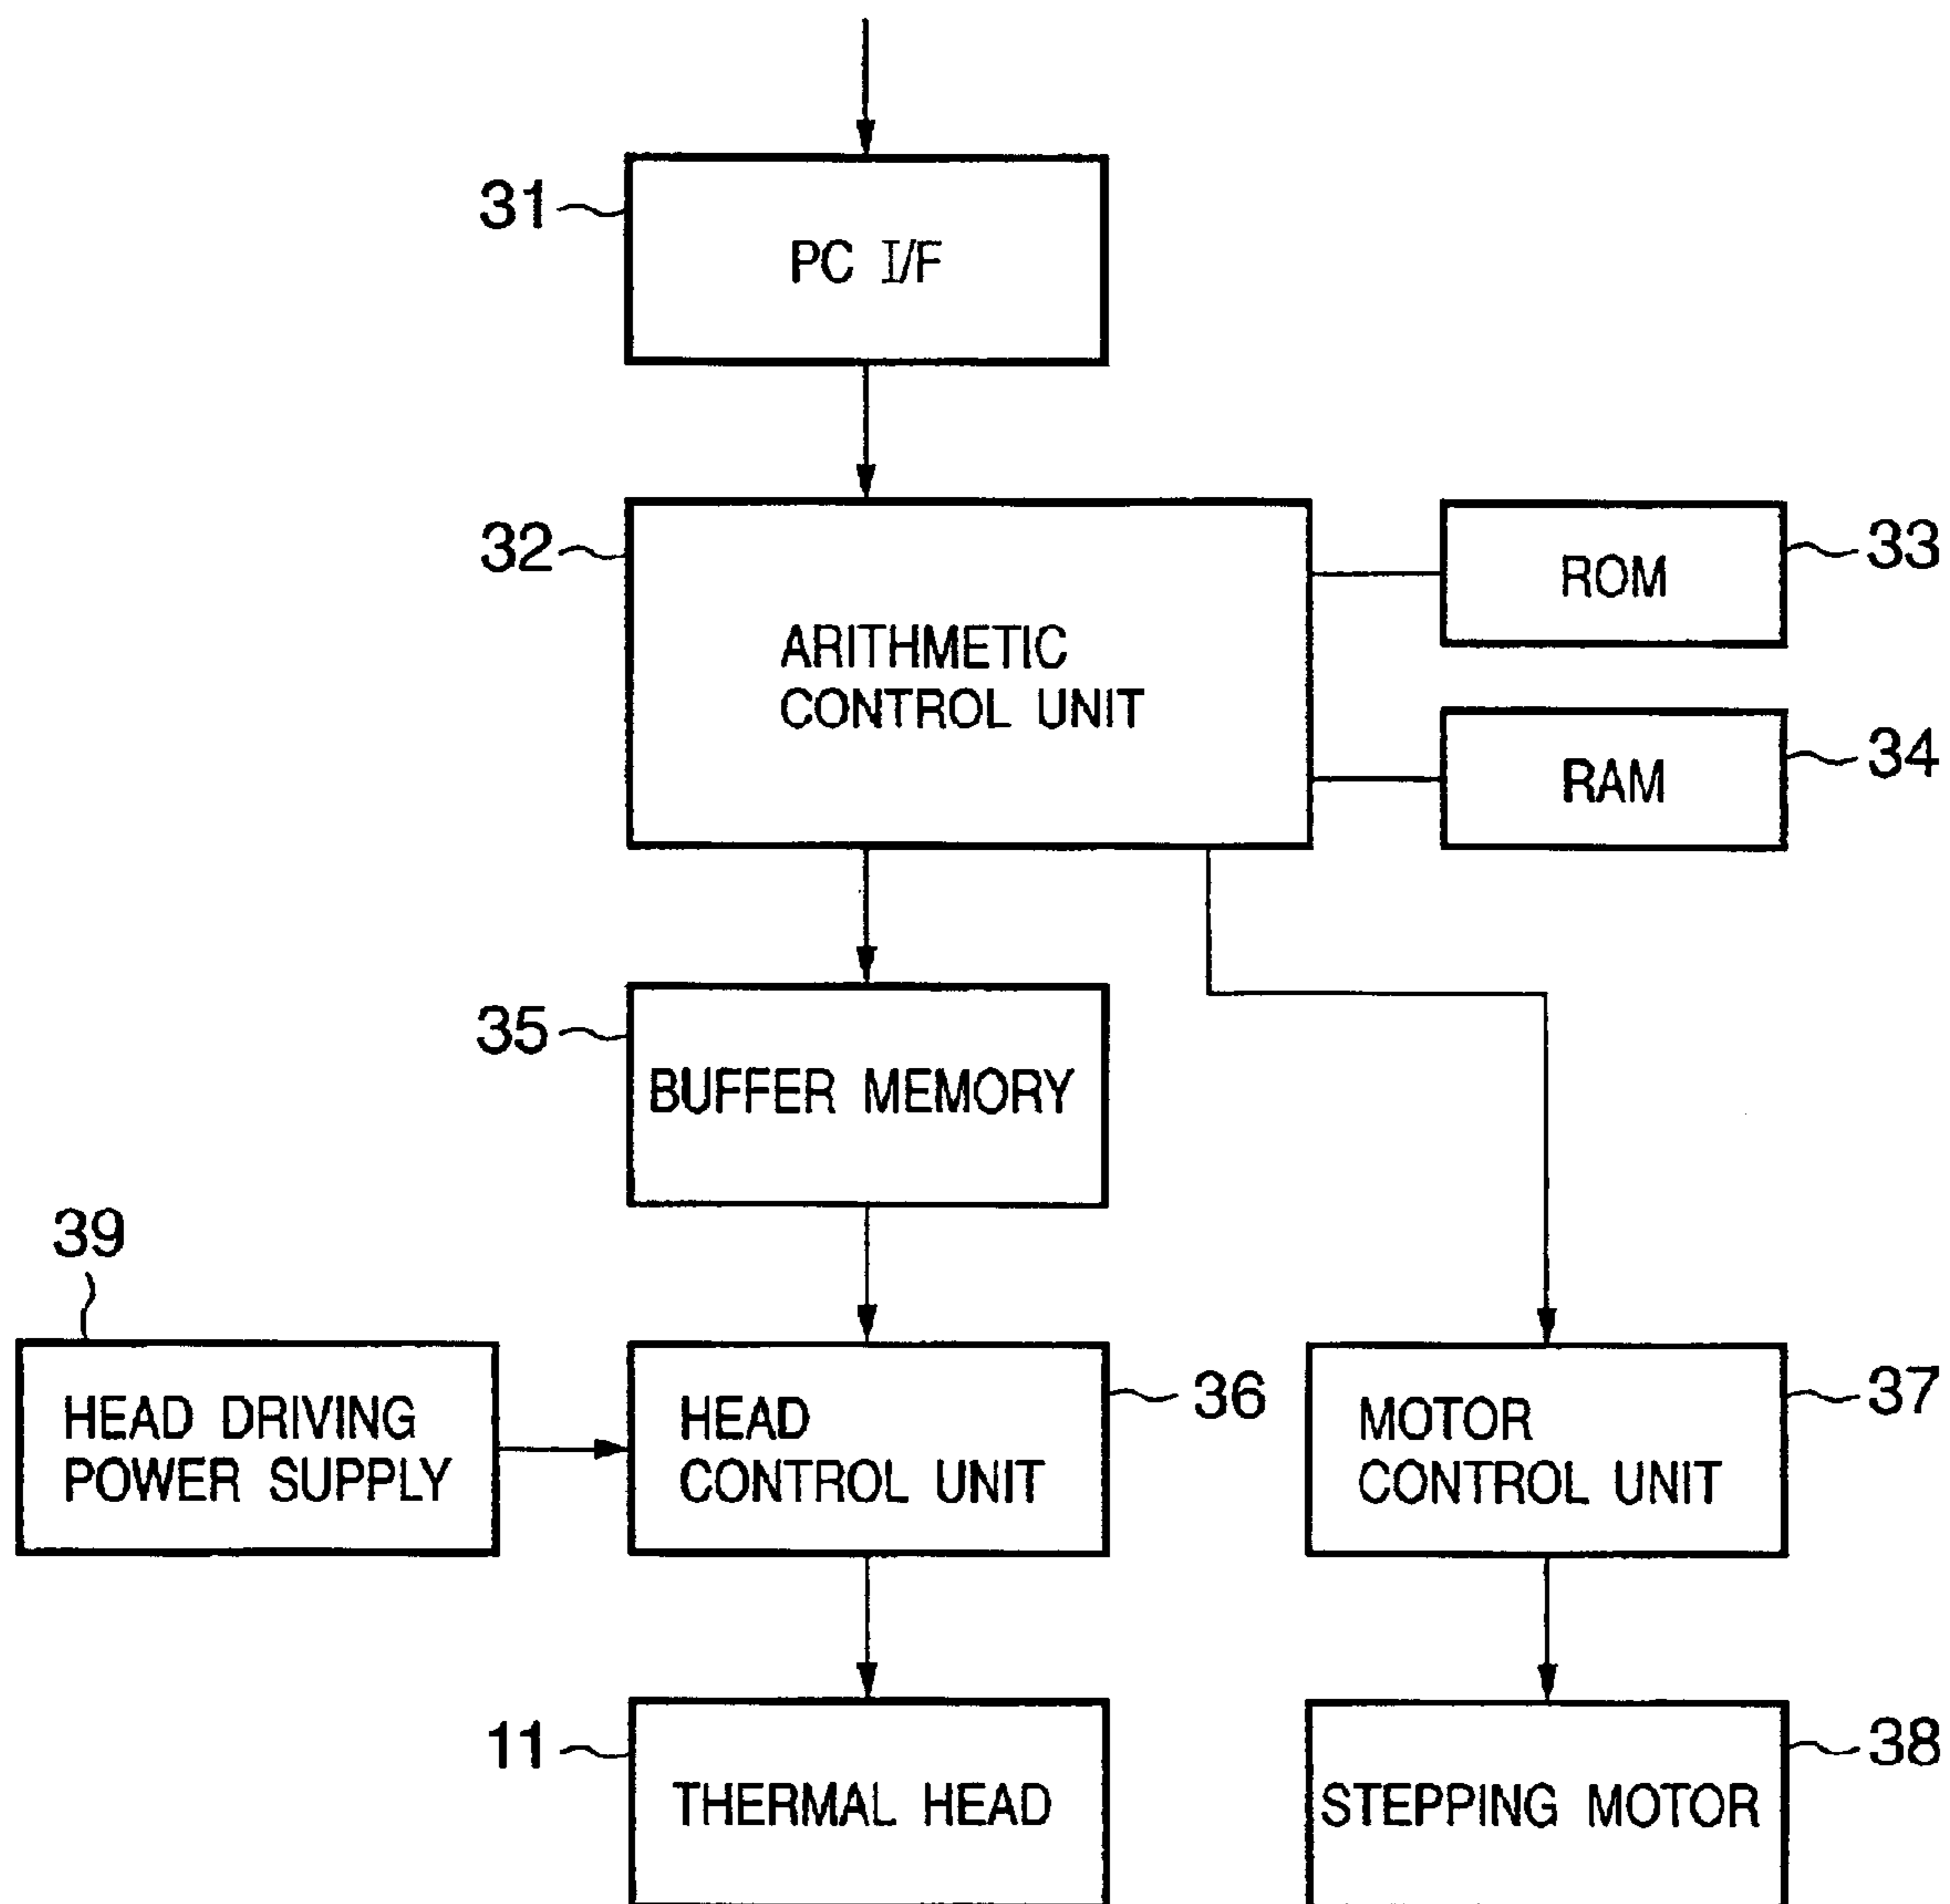 31
PC I/F
32
ARITHMETIC
CONTROL UNIT
ROM
33
RAM
34
35
BUFFER MEMORY
39
HEAD DRIVING
POWER SUPPLY
HEAD
CONTROL UNIT
36
MOTOR
CONTROL UNIT
37
11
THERMAL HEAD
STEPPING MOTOR
38